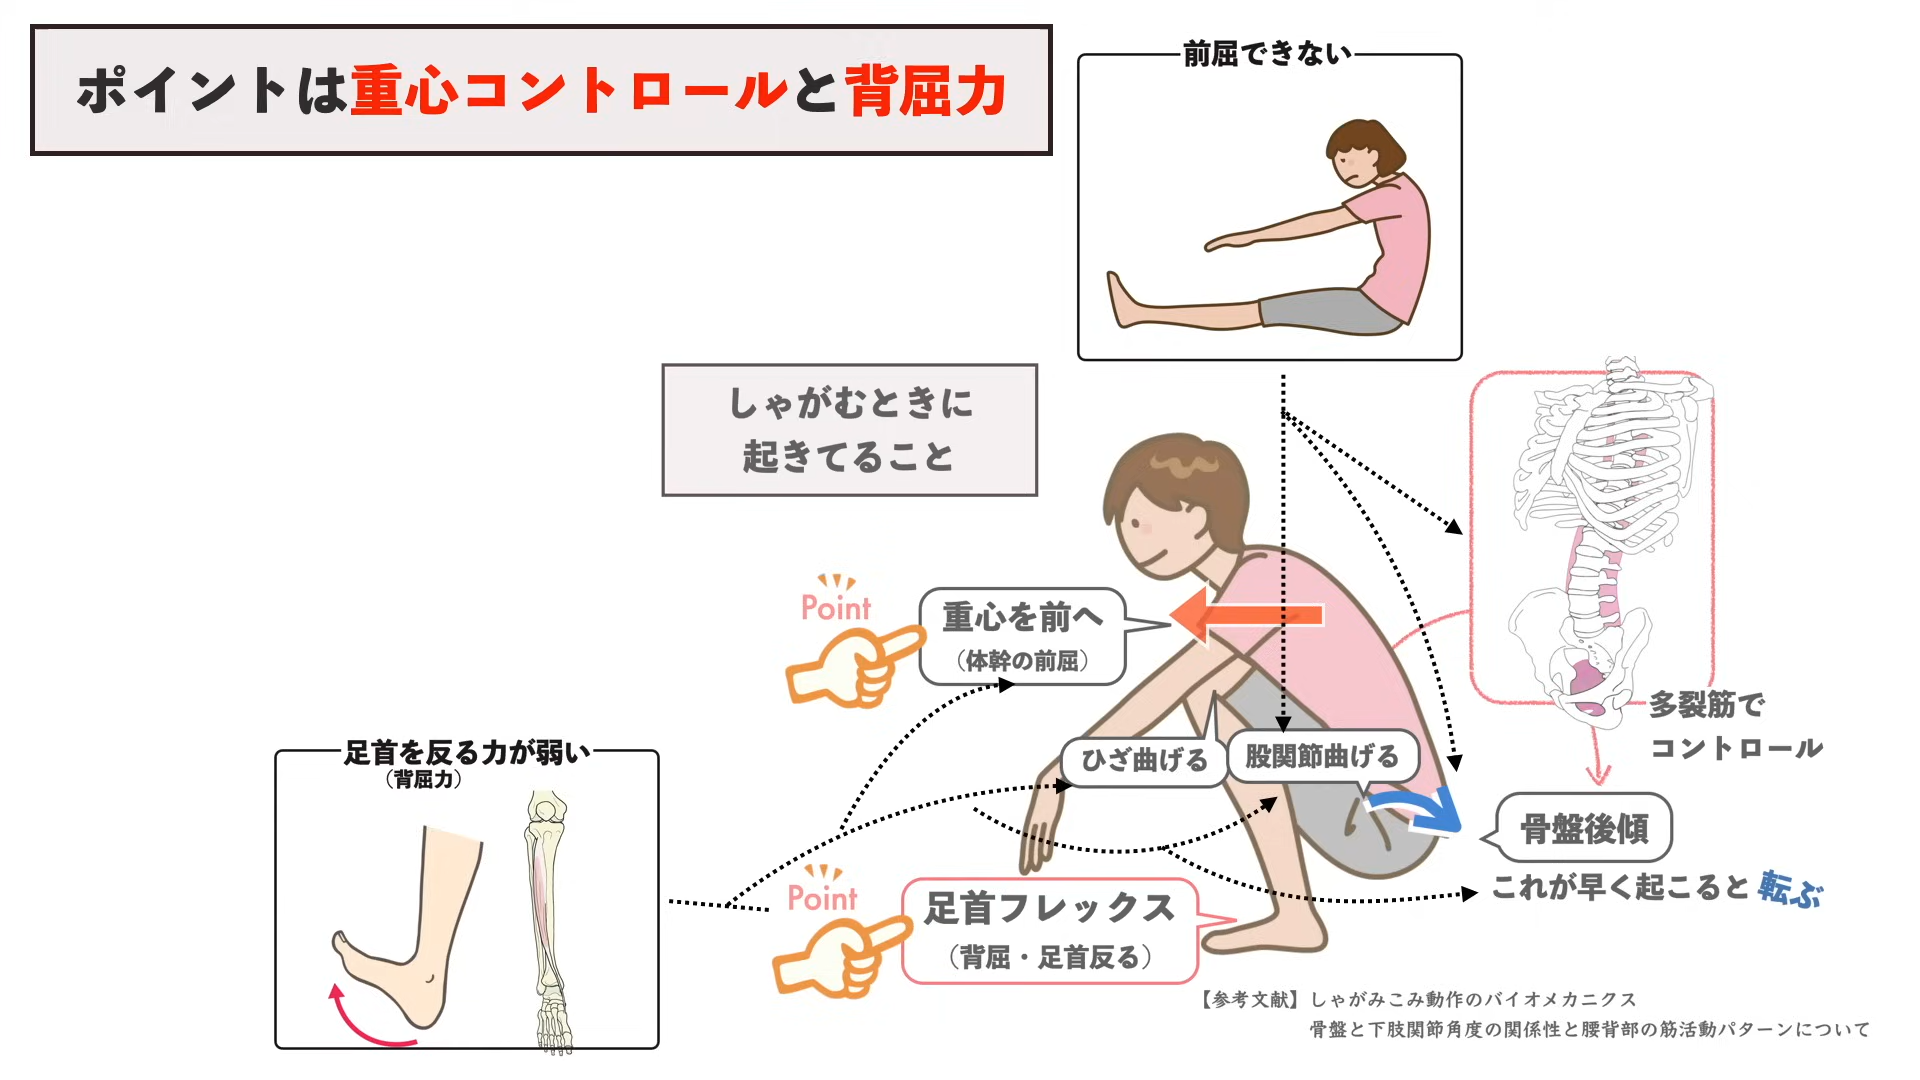 ポイントは重心コントロールと背屈力
前屈できない
しゃがむときに
起きてること
Point
重心を前へ
（体幹の前屈）
ひざ曲げる
股関節曲げる
多裂筋で
コントロール
足首を反る力が弱い
（背屈力）
骨盤後傾
これが早く起こると 転ぶ
Point
足首フレックス
（背屈・足首反る）
【参考文献】しゃがみこみ動作のバイオメカニクス
骨盤と下肢関節角度の関係性と腰背部の筋活動パターンについて